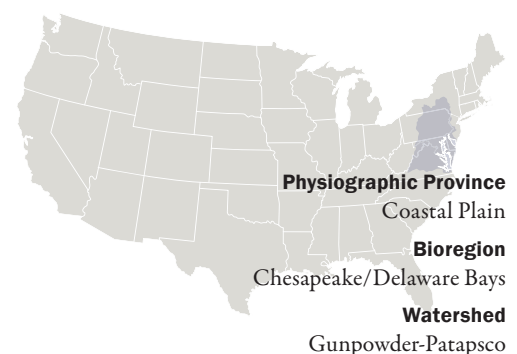 Physiographic Province
Coastal Plain
Bioregion
Chesapeake/Delaware Bays
Watershed
Gunpowder-Patapsco